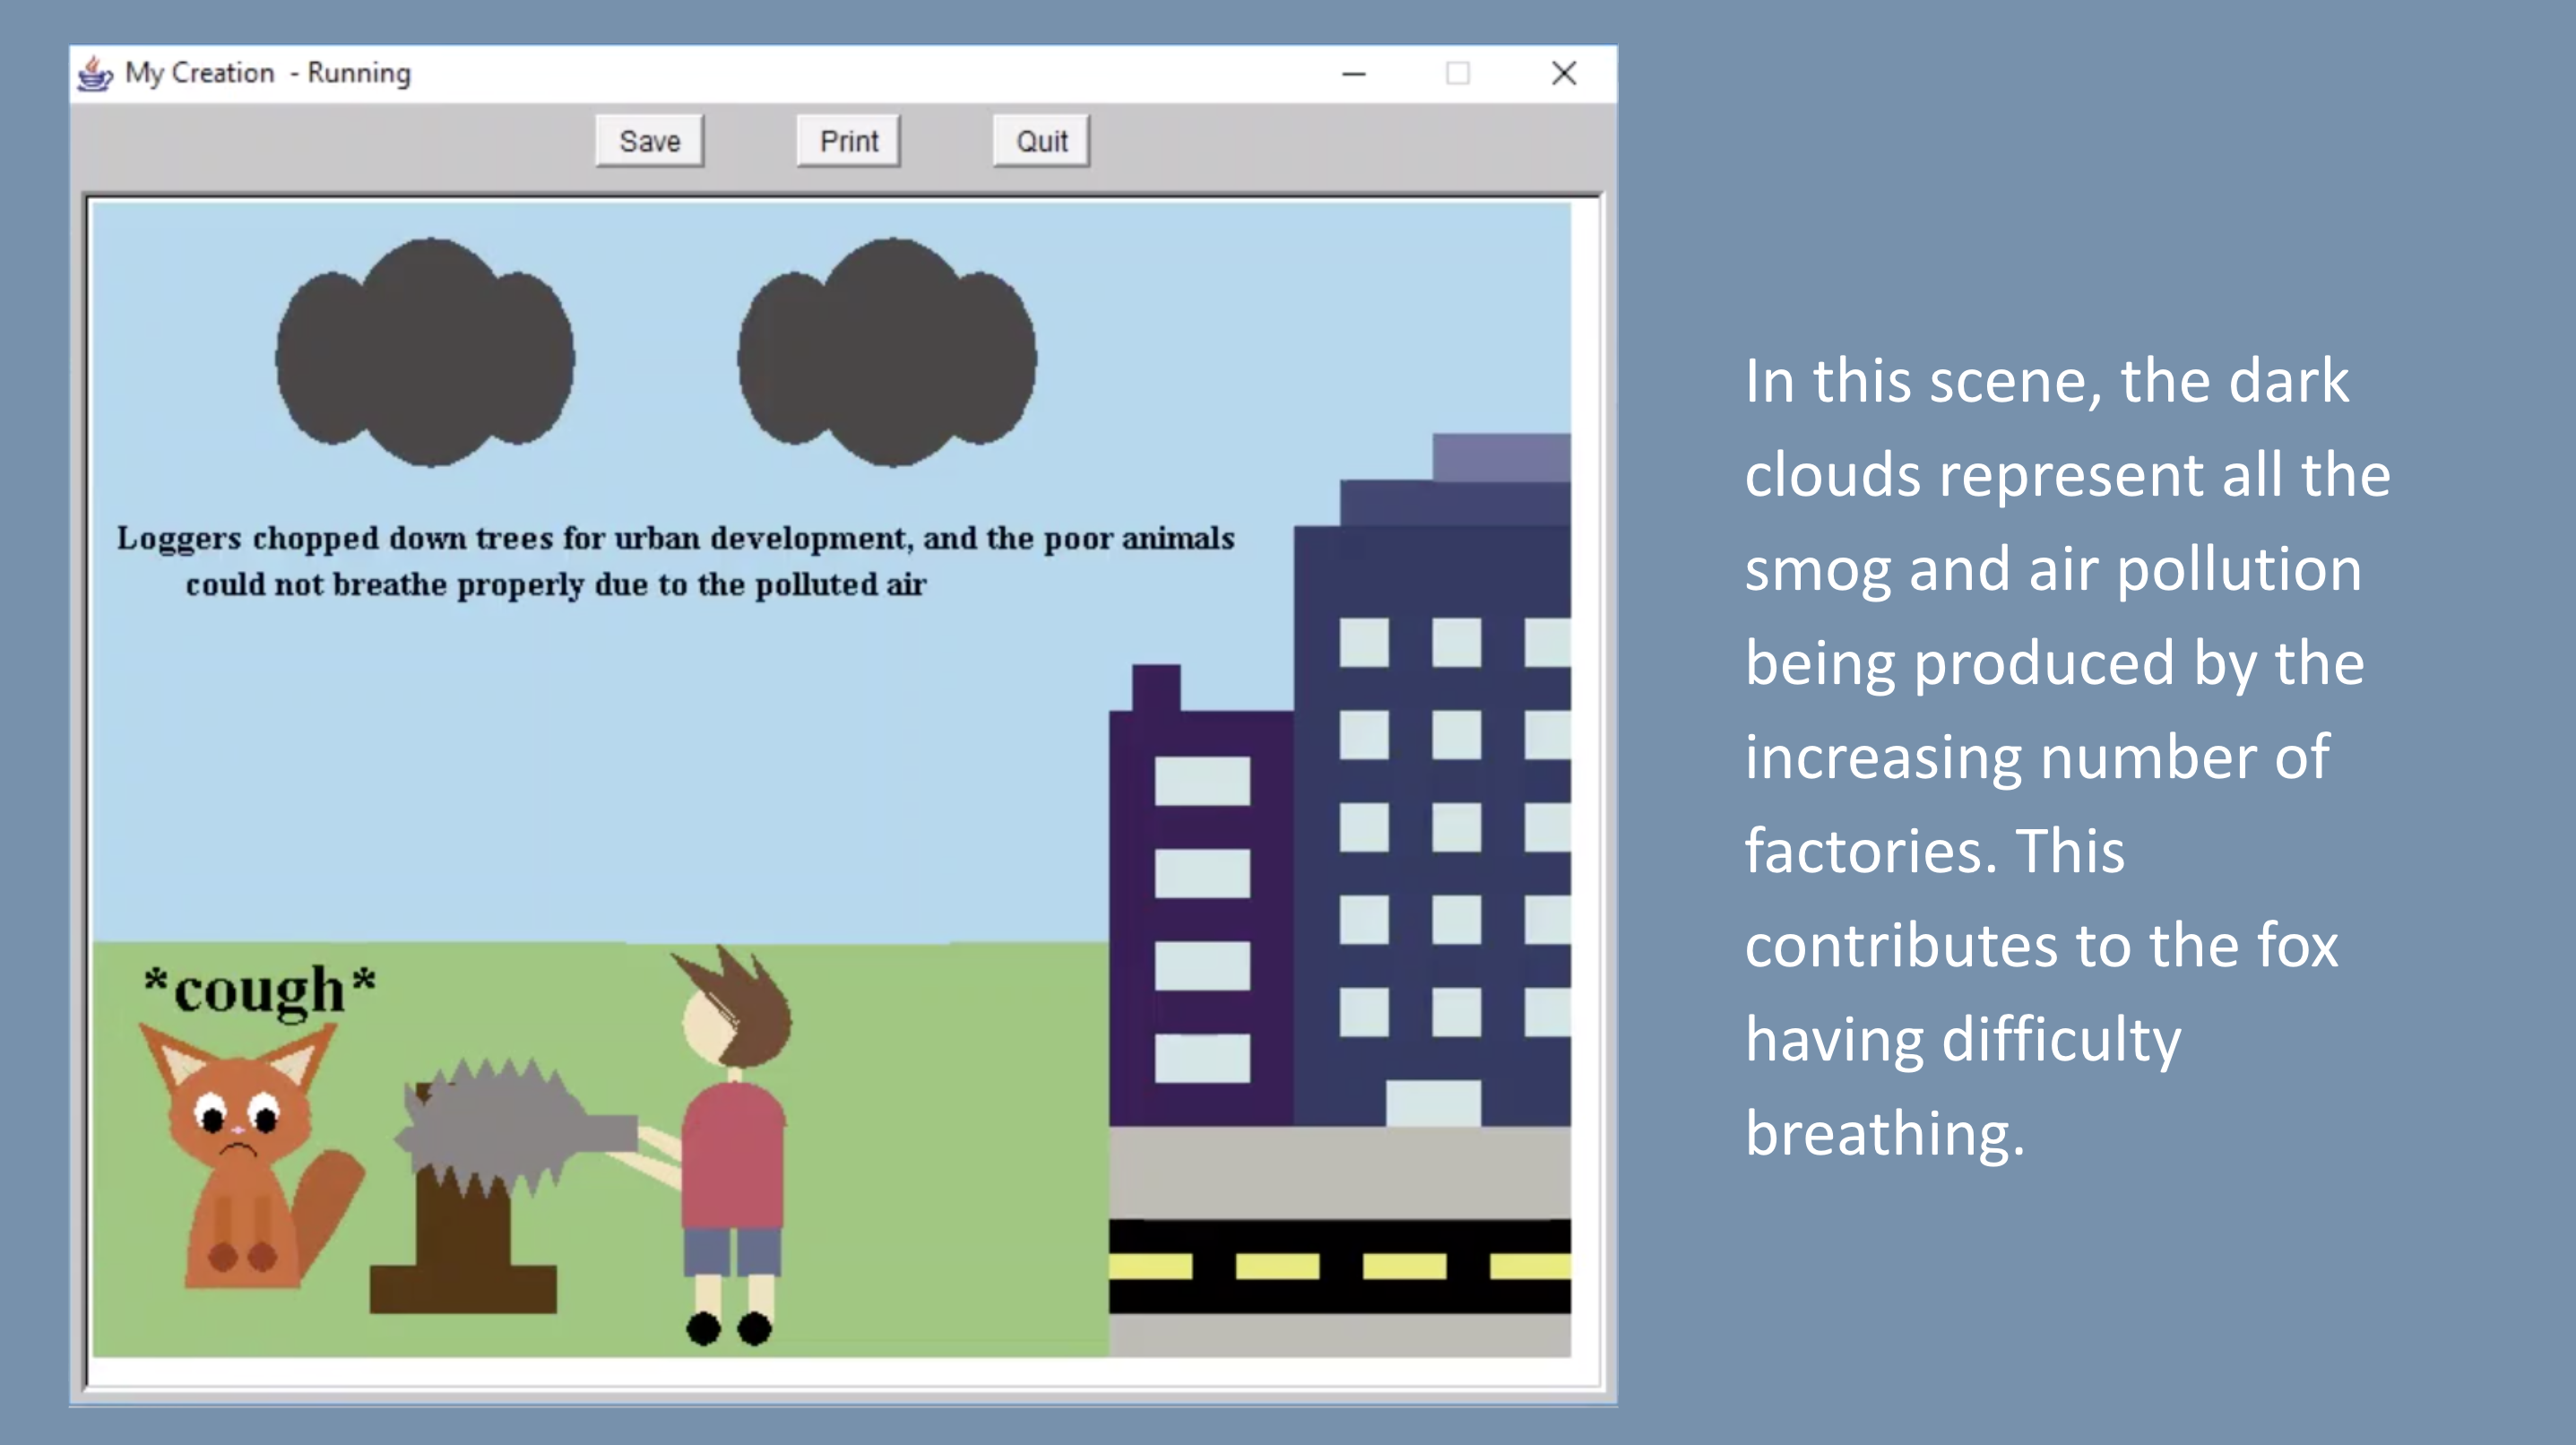 My Creation - Running
Save Print Quit
Loggers chopped down trees for urban development, and the poor animals
could not breathe properly due to the polluted air
*cough*
In this scene, the dark
clouds represent all the
smog and air pollution
being produced by the
increasing number of
factories. This
contributes to the fox
having difficulty
breathing.